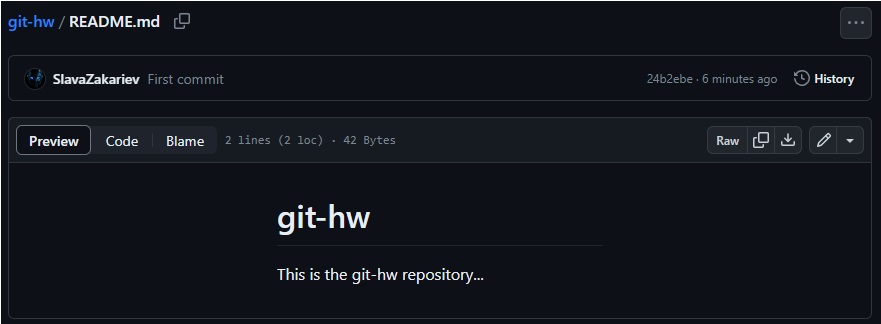 git-hw / README.md
SlavaZakariev First commit 24b2ebe · 6 minutes ago History
Preview Code Blame 2 lines (2 loc) · 42 Bytes Raw
git-hw
This is the git-hw repository...